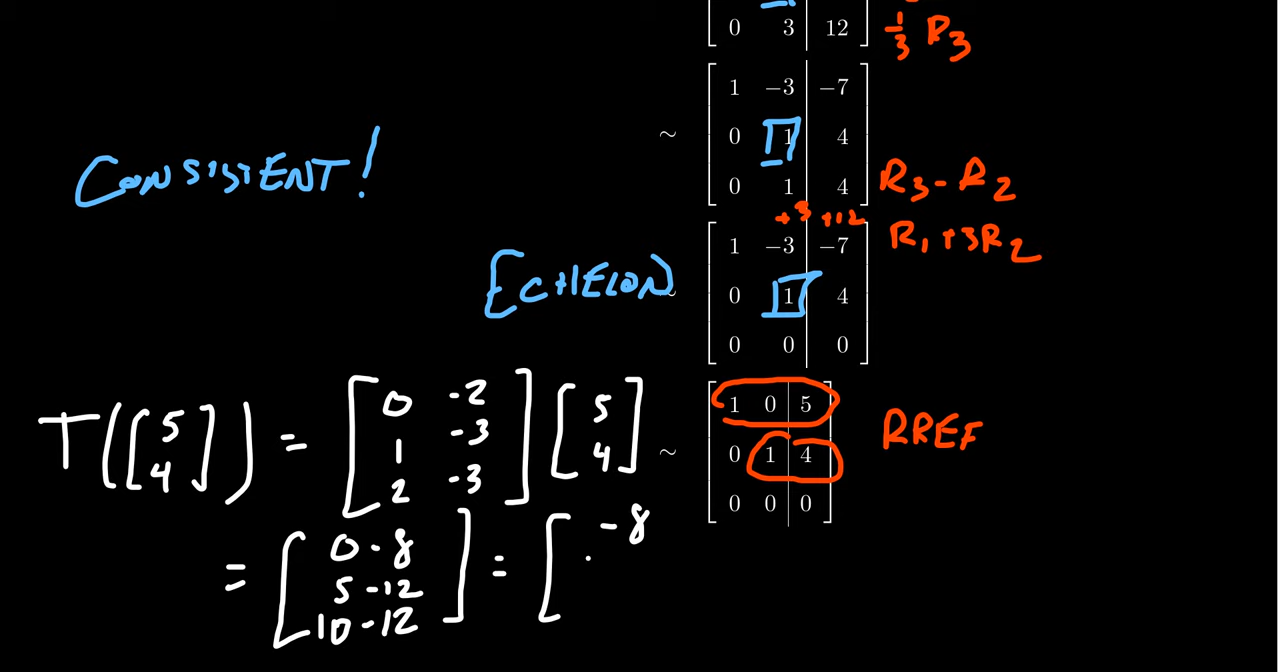 0 3 12 1/3 R3
1 -3 -7
~ 0 1 4
0 1 4 R3 - R2
CONSISTENT!
+3 +12
1 -3 -7 R1 + 3R2
ECHELON ~ 0 1 4
0 0 0
1 0 5
~ 0 1 4 RREF
0 0 0
T([5 4]) = [0 -2
1 -3
2 -3] [5 4]
= [0 - 8
5 - 12
10 - 12] = [-8